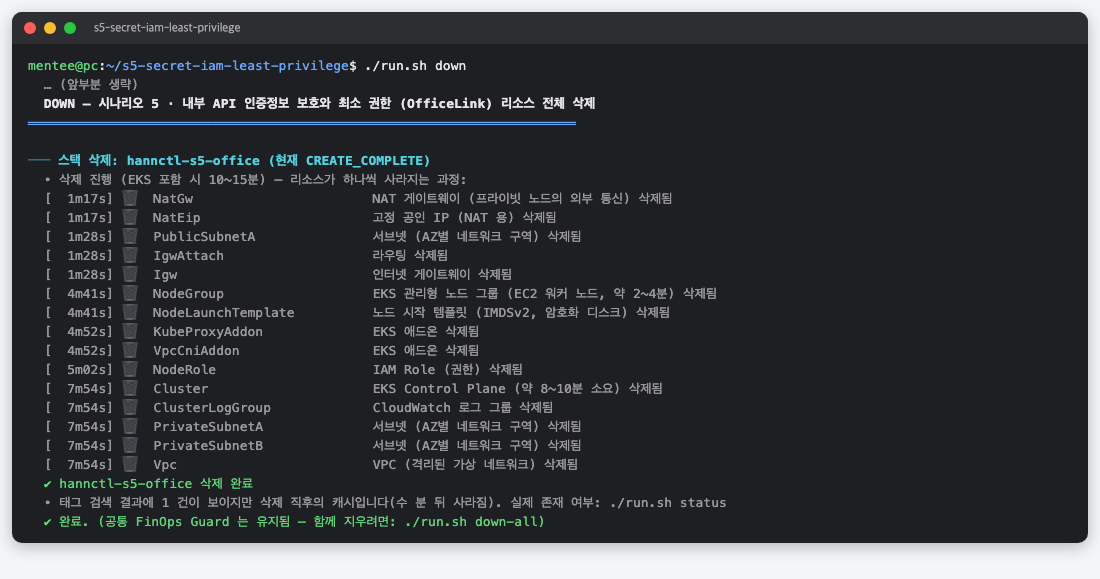 s5-secret-iam-least-privilege
mentee@pc:~/s5-secret-iam-least-privilege$ ./run.sh down
… (앞부분 생략)
DOWN — 시나리오 5 · 내부 API 인증정보 보호와 최소 권한 (OfficeLink) 리소스 전체 삭제
── 스택 삭제: hannctl-s5-office (현재 CREATE_COMPLETE)
• 삭제 진행 (EKS 포함 시 10~15분) — 리소스가 하나씩 사라지는 과정:
[ 1m17s] 🗑 NatGw NAT 게이트웨이 (프라이빗 노드의 외부 통신) 삭제됨
[ 1m17s] 🗑 NatEip 고정 공인 IP (NAT 용) 삭제됨
[ 1m28s] 🗑 PublicSubnetA 서브넷 (AZ별 네트워크 구역) 삭제됨
[ 1m28s] 🗑 IgwAttach 라우팅 삭제됨
[ 1m28s] 🗑 Igw 인터넷 게이트웨이 삭제됨
[ 4m41s] 🗑 NodeGroup EKS 관리형 노드 그룹 (EC2 워커 노드, 약 2~4분) 삭제됨
[ 4m41s] 🗑 NodeLaunchTemplate 노드 시작 템플릿 (IMDSv2, 암호화 디스크) 삭제됨
[ 4m52s] 🗑 KubeProxyAddon EKS 애드온 삭제됨
[ 4m52s] 🗑 VpcCniAddon EKS 애드온 삭제됨
[ 5m02s] 🗑 NodeRole IAM Role (권한) 삭제됨
[ 7m54s] 🗑 Cluster EKS Control Plane (약 8~10분 소요) 삭제됨
[ 7m54s] 🗑 ClusterLogGroup CloudWatch 로그 그룹 삭제됨
[ 7m54s] 🗑 PrivateSubnetA 서브넷 (AZ별 네트워크 구역) 삭제됨
[ 7m54s] 🗑 PrivateSubnetB 서브넷 (AZ별 네트워크 구역) 삭제됨
[ 7m54s] 🗑 Vpc VPC (격리된 가상 네트워크) 삭제됨
✔ hannctl-s5-office 삭제 완료
• 태그 검색 결과에 1 건이 보이지만 삭제 직후의 캐시입니다(수 분 뒤 사라짐). 실제 존재 여부: ./run.sh status
✔ 완료. (공통 FinOps Guard 는 유지됨 — 함께 지우려면: ./run.sh down-all)